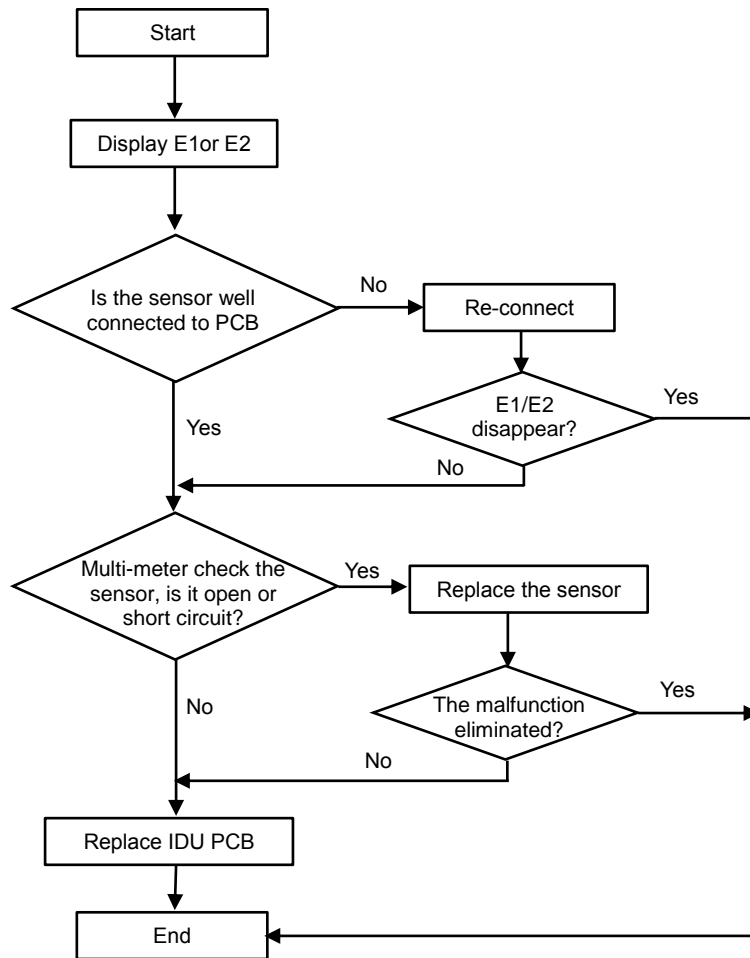 Start
Display E1or E2
Is the sensor well
connected to PCB
No
Re-connect
E1/E2
disappear?
Yes
Yes
No
Multi-meter check the
sensor, is it open or
short circuit?
Yes
Replace the sensor
The malfunction
eliminated?
Yes
No
No
Replace IDU PCB
End